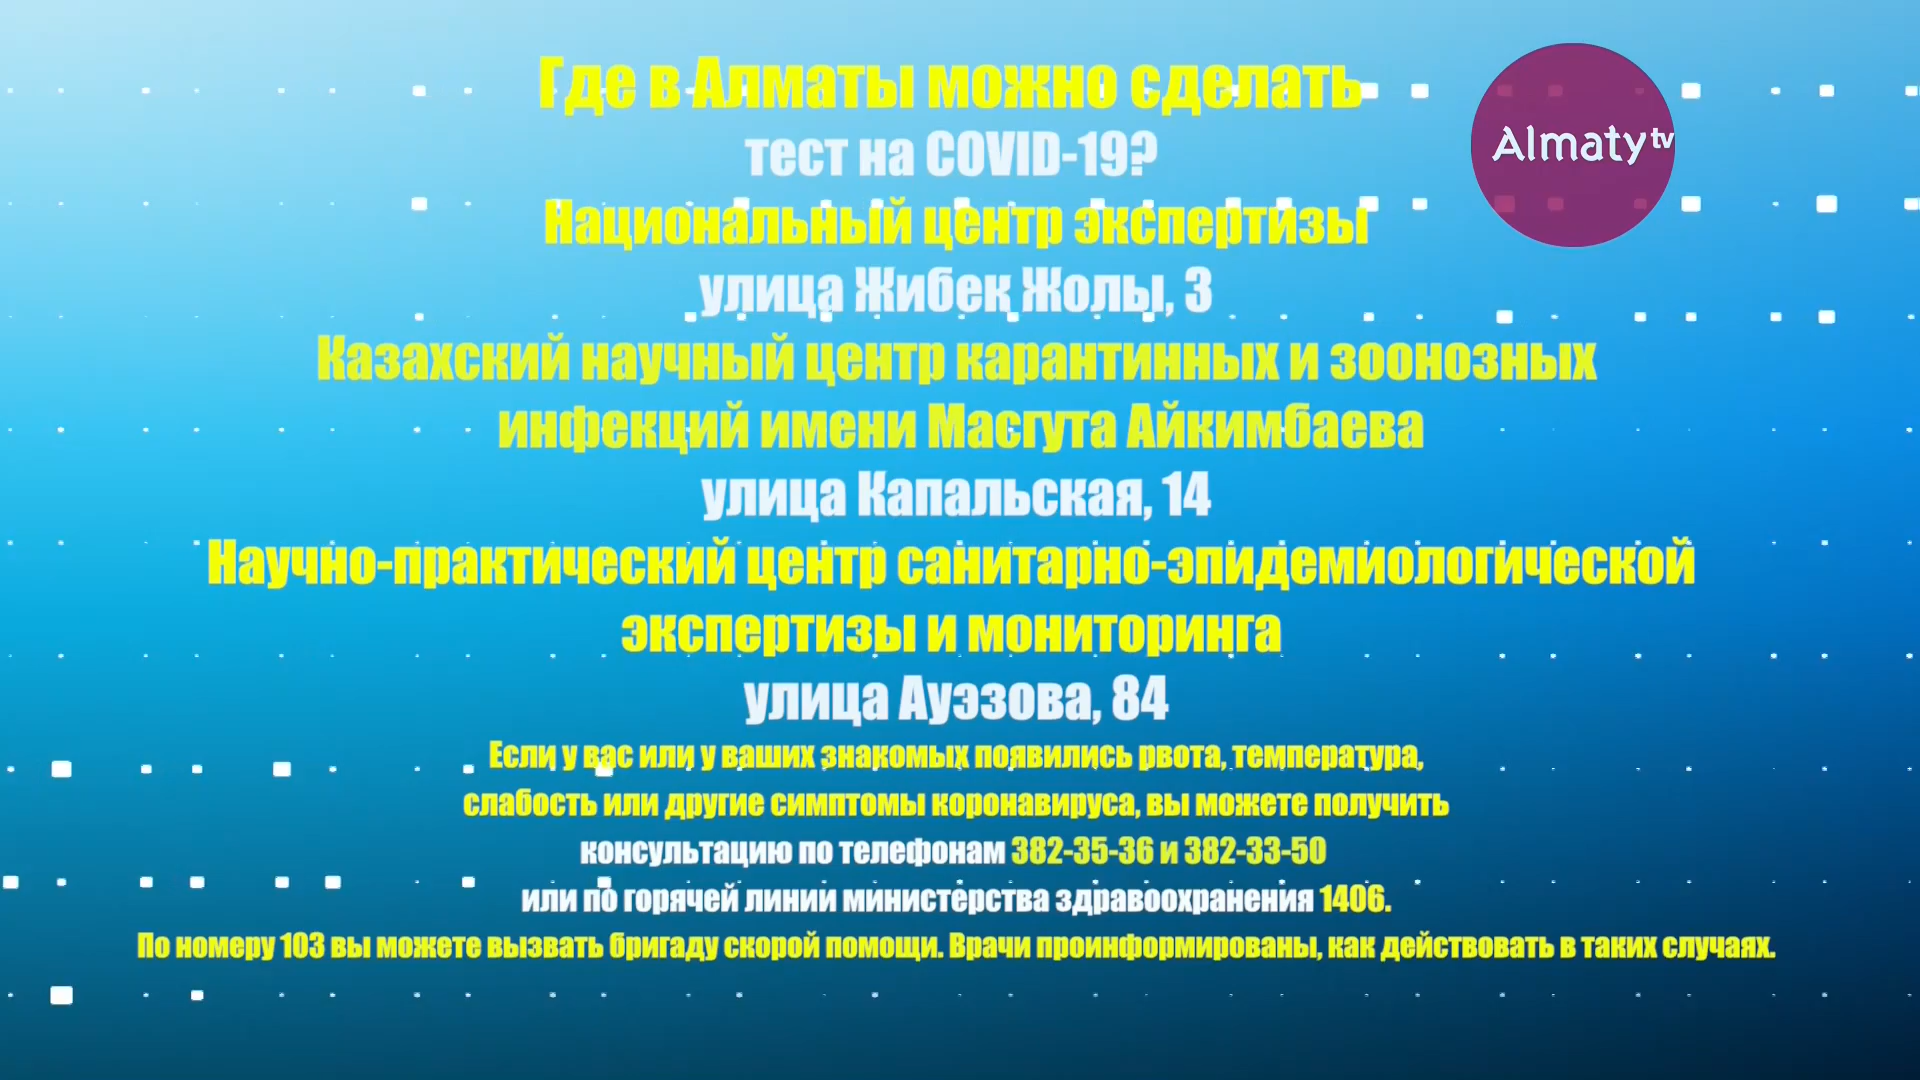 Где в Алматы можно сделать
тест на COVID-19?
Национальный центр экспертизы
улица Жибек Жолы, 3
Казахский научный центр карантинных и зоонозных
инфекций имени Масгута Айкимбаева
улица Капальская, 14
Научно-практический центр санитарно-эпидемиологической
экспертизы и мониторинга
улица Ауэзова, 84
Если у вас или у ваших знакомых появились рвота, температура,
слабость или другие симптомы коронавируса, вы можете получить
консультацию по телефонам 382-35-36 и 382-33-50
или по горячей линии министерства здравоохранения 1406.
По номеру 103 вы можете вызвать бригаду скорой помощи. Врачи проинформированы, как действовать в таких случаях.
Almaty tv